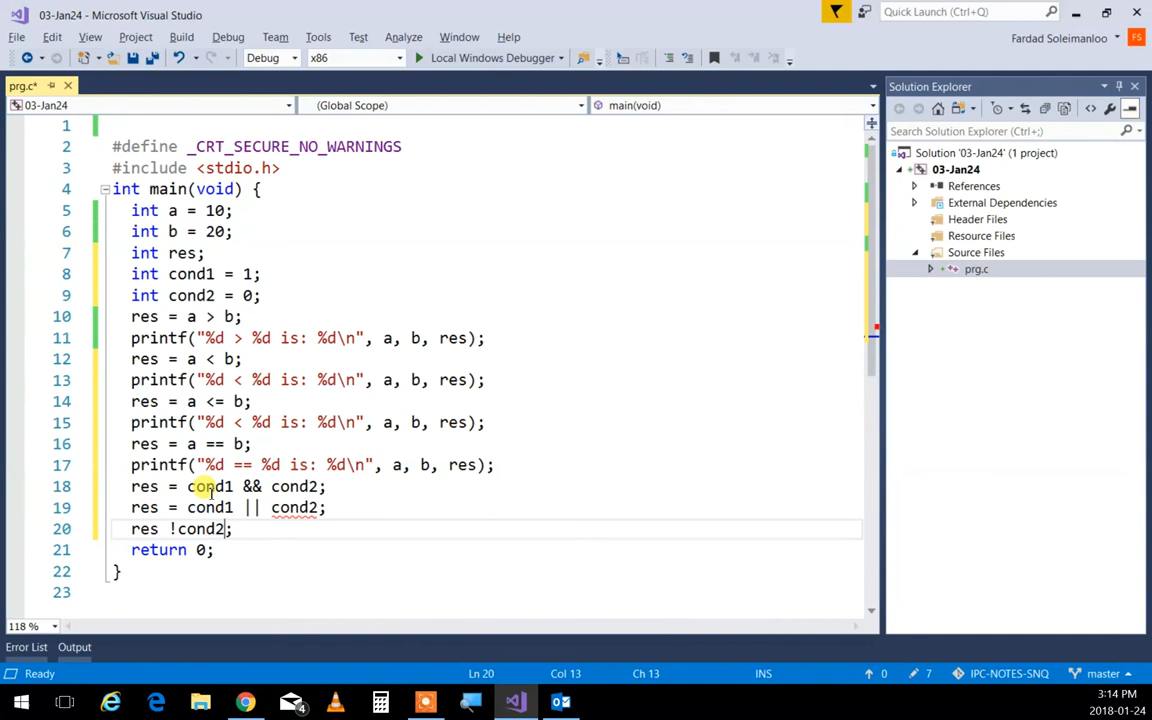 03-Jan24 - Microsoft Visual Studio
Quick Launch (Ctrl+Q)
File Edit View Project Build Debug Team Tools Test Analyze Window Help
Fardad Soleimanloo FS
Debug x86 Local Windows Debugger
prg.c*
Solution Explorer
03-Jan24 (Global Scope) main(void)
Search Solution Explorer (Ctrl+;)
Solution '03-Jan24' (1 project)
03-Jan24
References
External Dependencies
Header Files
Resource Files
Source Files
prg.c
1
2 #define _CRT_SECURE_NO_WARNINGS
3 #include <stdio.h>
4 int main(void) {
5 int a = 10;
6 int b = 20;
7 int res;
8 int cond1 = 1;
9 int cond2 = 0;
10 res = a > b;
11 printf("%d > %d is: %d\n", a, b, res);
12 res = a < b;
13 printf("%d < %d is: %d\n", a, b, res);
14 res = a <= b;
15 printf("%d < %d is: %d\n", a, b, res);
16 res = a == b;
17 printf("%d == %d is: %d\n", a, b, res);
18 res = cond1 && cond2;
19 res = cond1 || cond2;
20 res !cond2;
21 return 0;
22 }
23
118 %
Error List Output
Ready Ln 20 Col 13 Ch 13 INS 0 7 IPC-NOTES-SNQ master
4
3:14 PM
2018-01-24